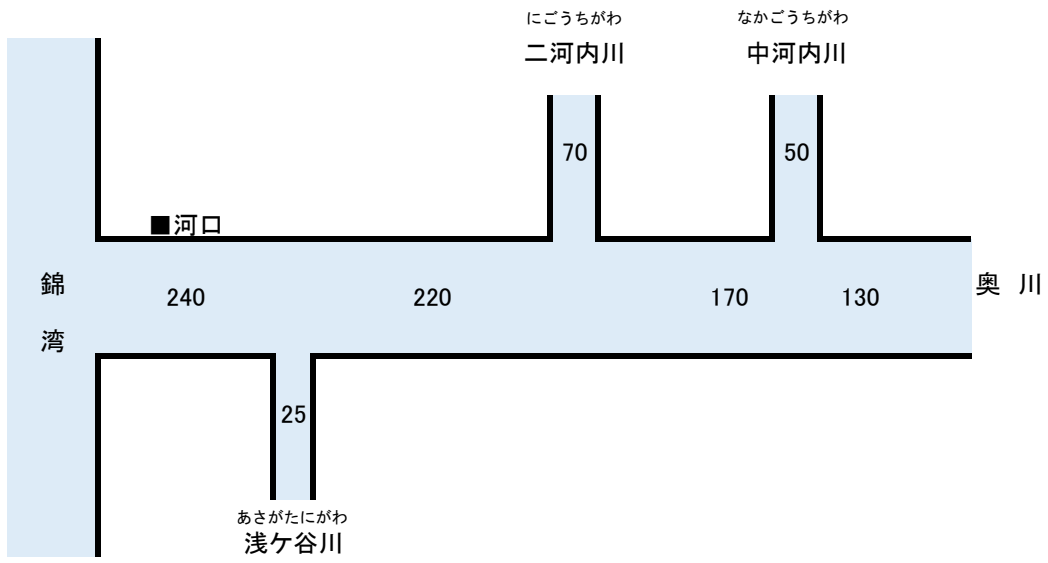 にごうちがわ
二河内川
なかごうちがわ
中河内川
70
50
■河口
錦湾
240
220
170
130
奥川
25
あさがたにがわ
浅ケ谷川